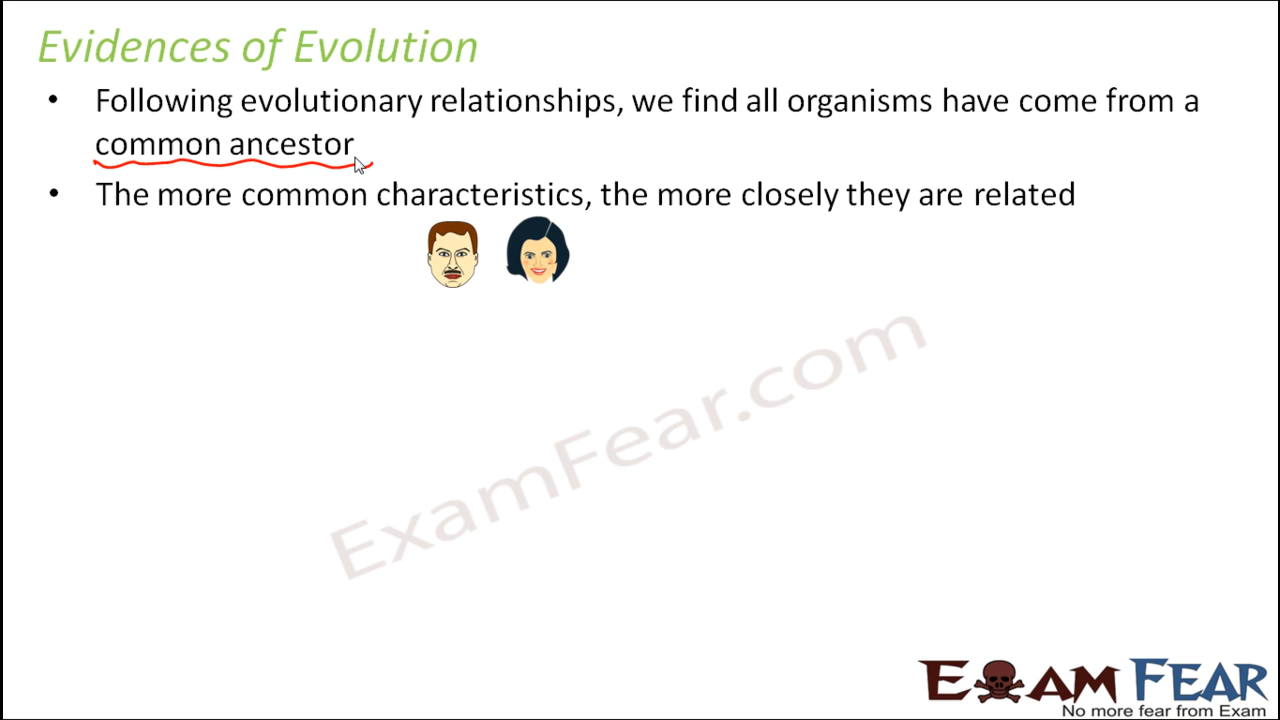 Evidences of Evolution
• Following evolutionary relationships, we find all organisms have come from a
common ancestor
• The more common characteristics, the more closely they are related
ExamFear.com
EXAM FEAR
No more fear from Exam